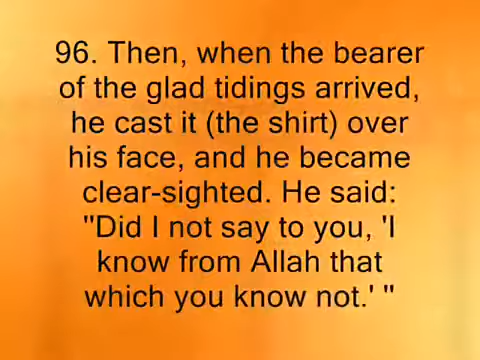 96. Then, when the bearer
of the glad tidings arrived,
he cast it (the shirt) over
his face, and he became
clear-sighted. He said:
"Did I not say to you, 'I
know from Allah that
which you know not.' "